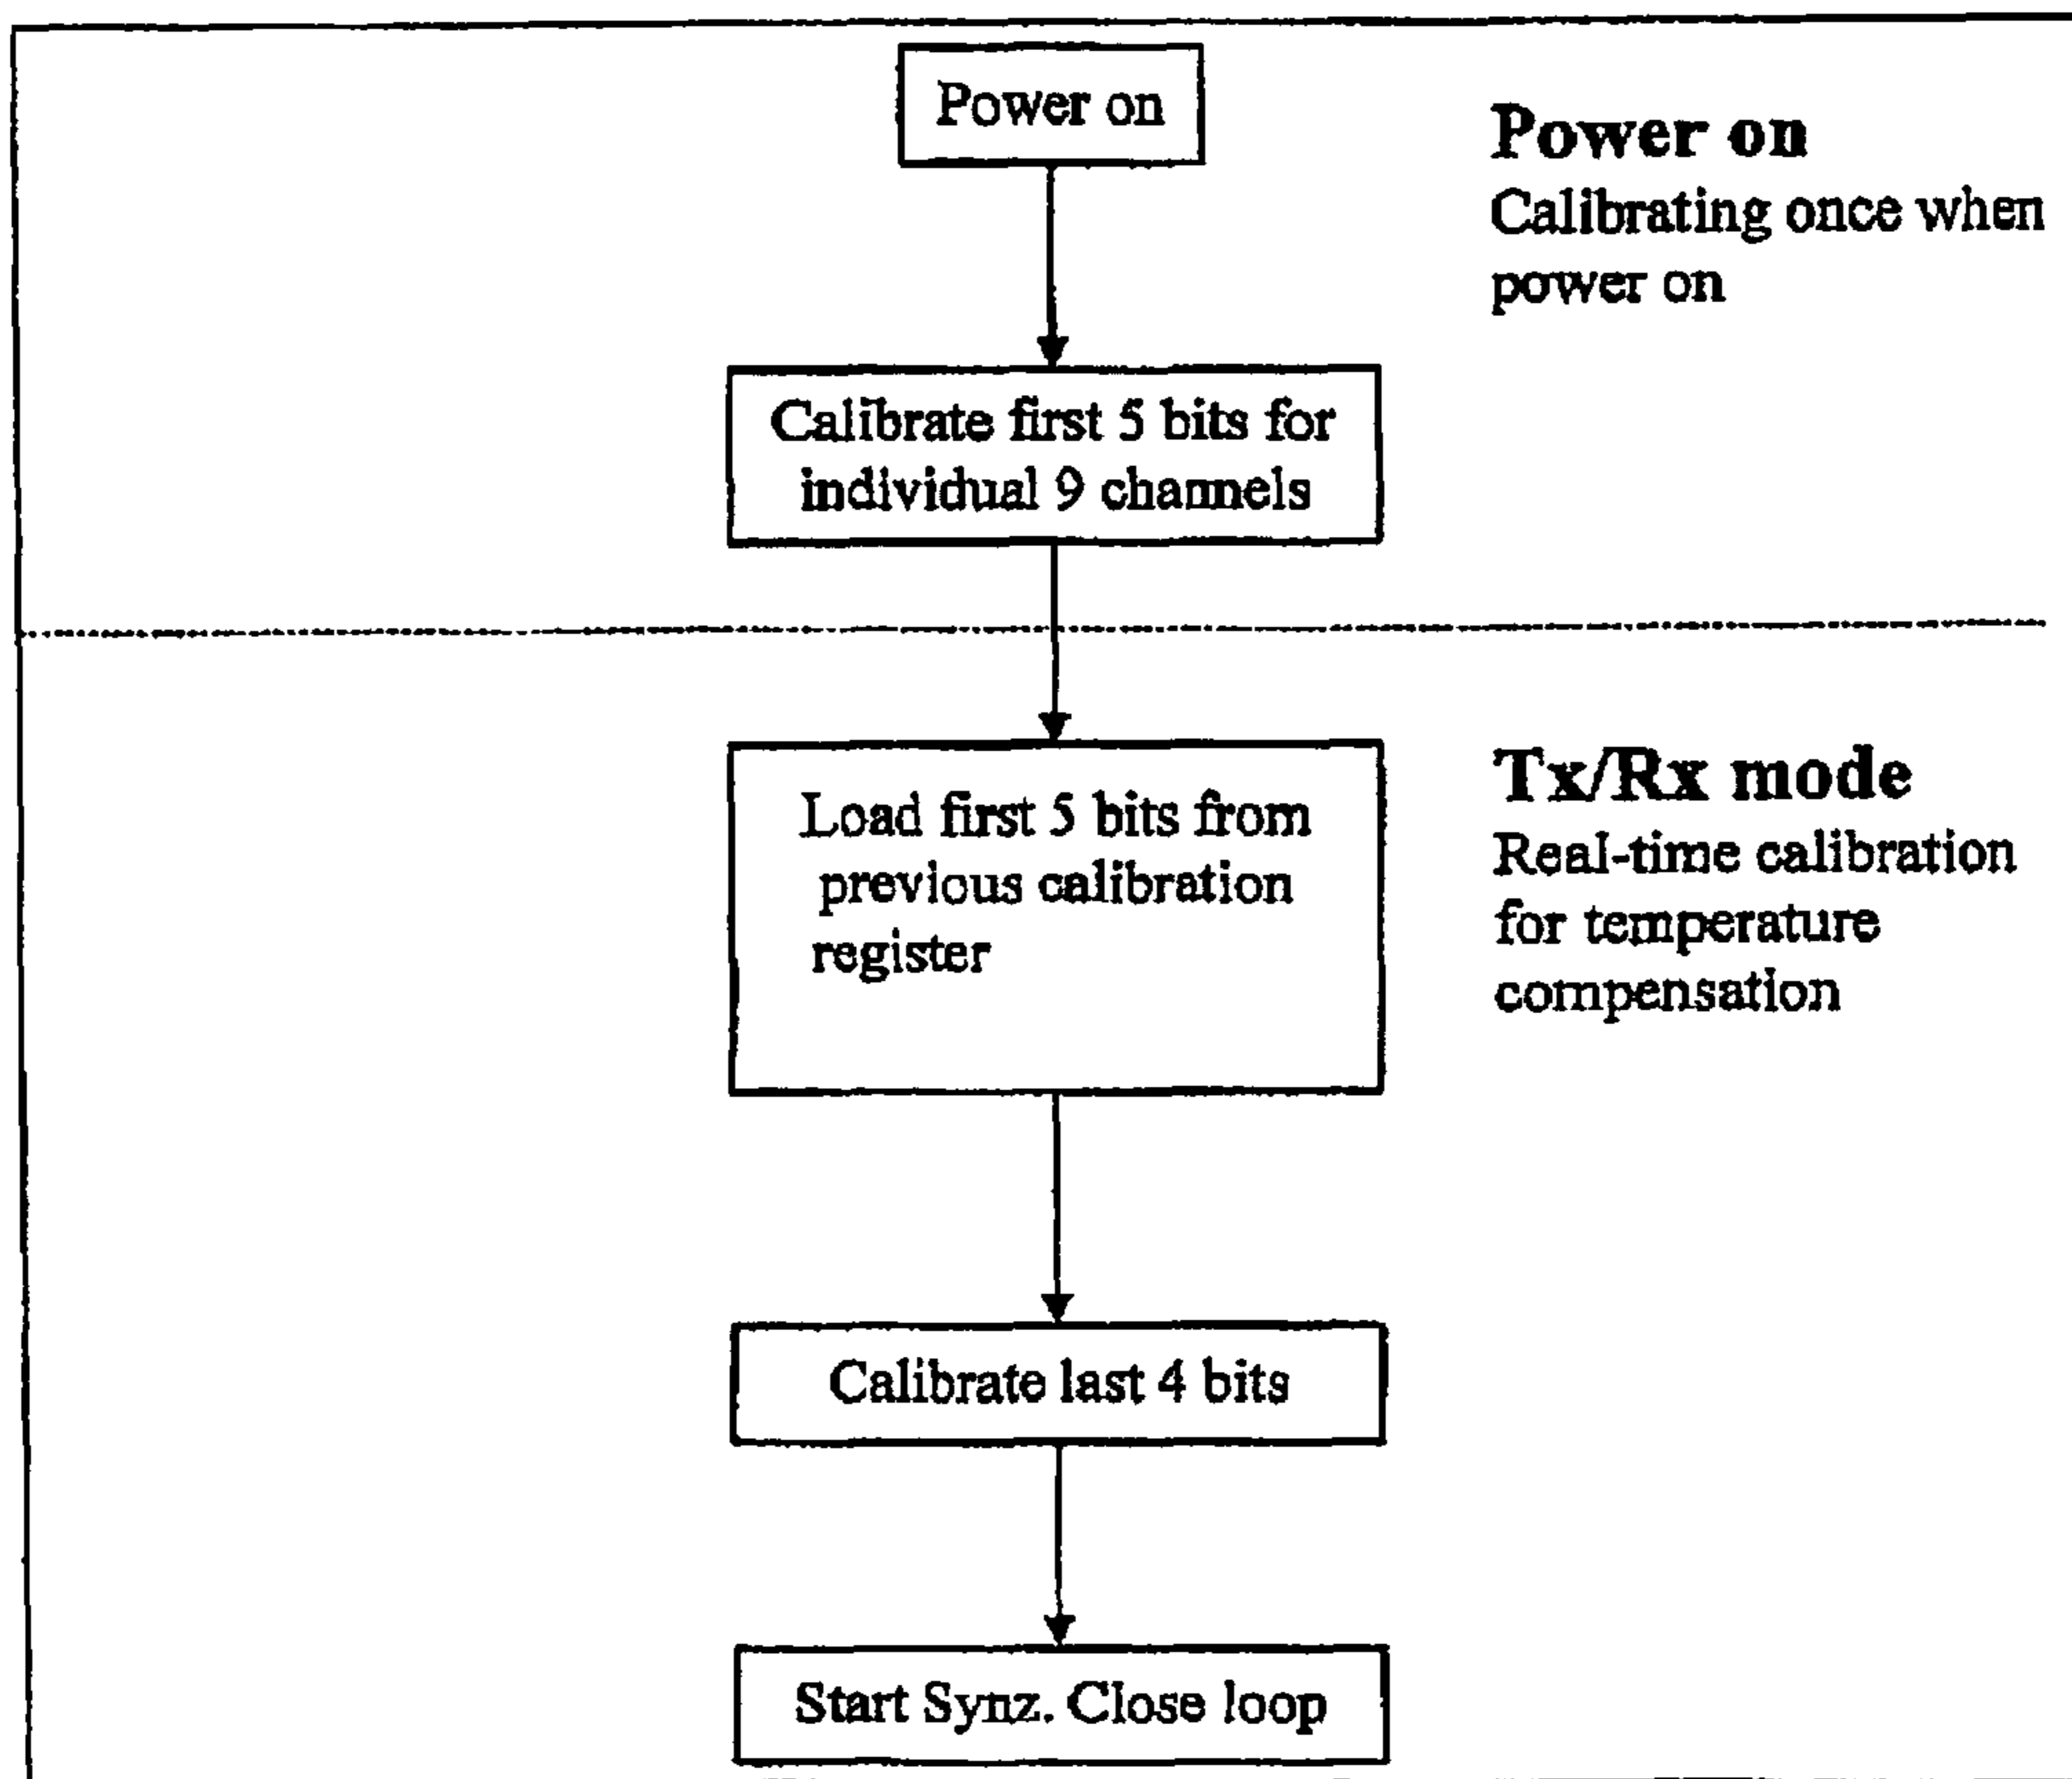 Power on
Power on
Calibrating once when
power on
Calibrate first 5 bits for
individual 9 channels
Load first 5 bits from
previous calibration
register
Tx/Rx mode
Real-time calibration
for temperature
compensation
Calibrate last 4 bits
Start Synz. Close loop